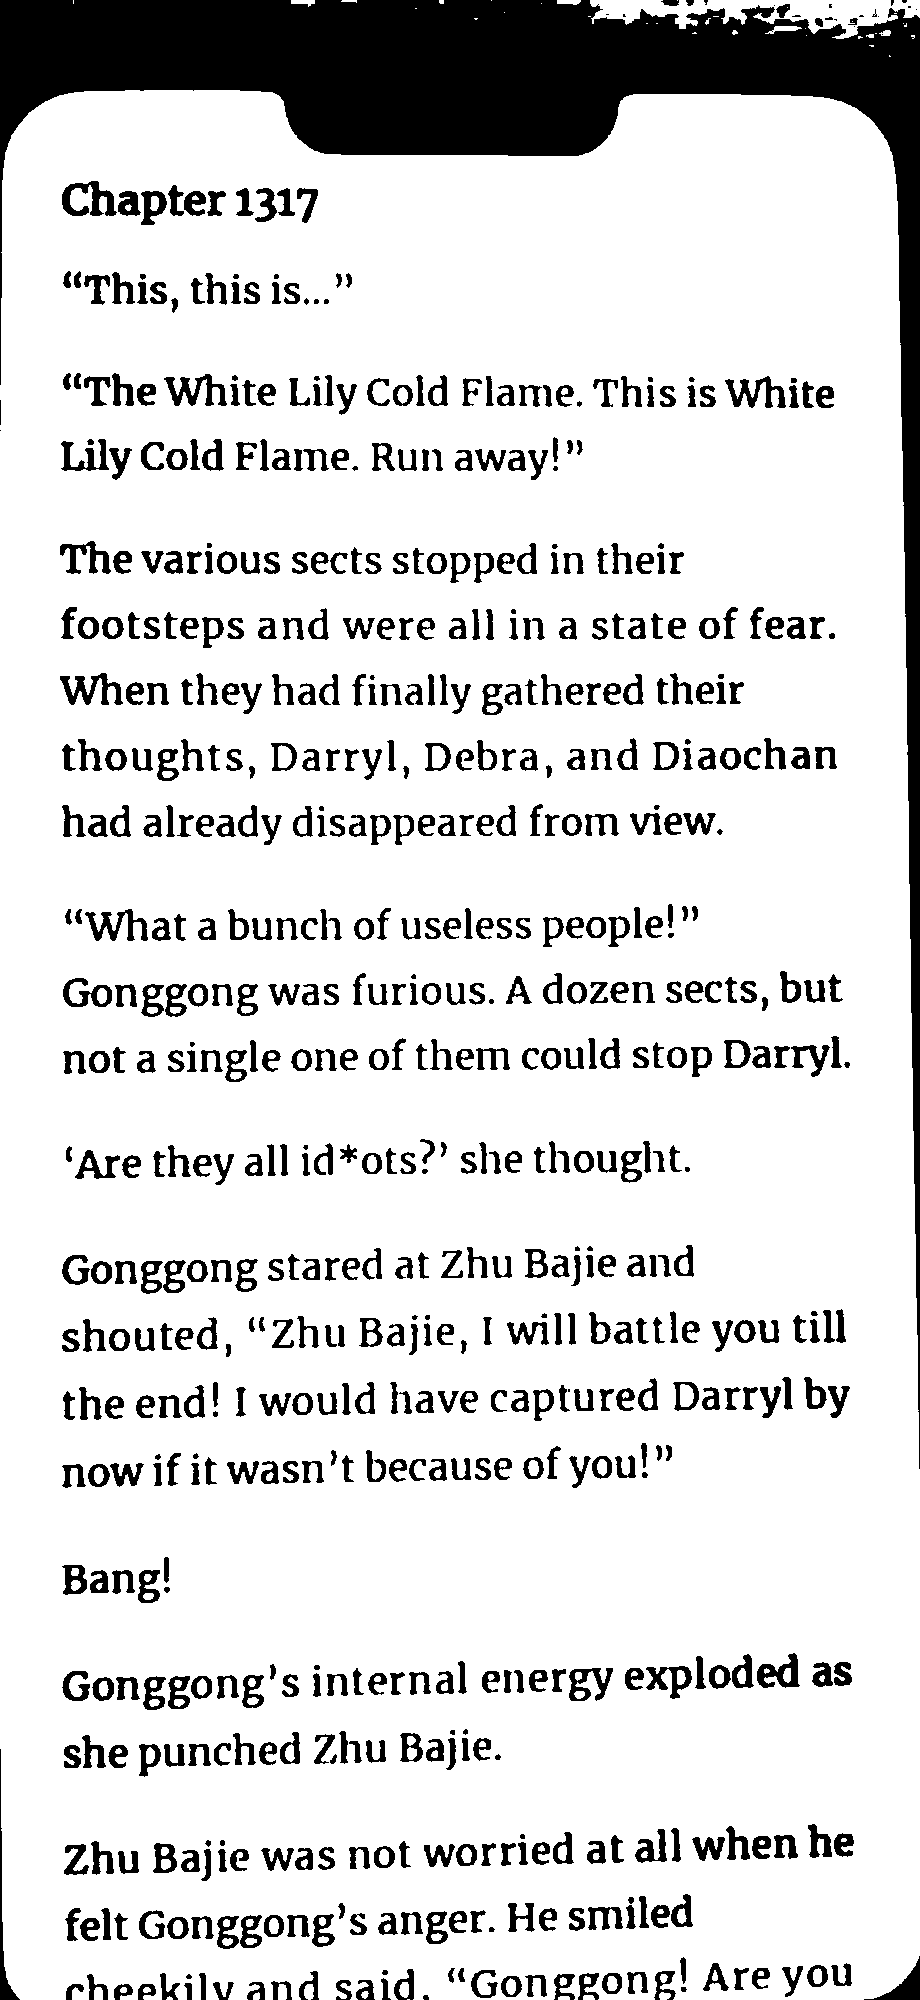 Chapter 1317
“This, this is...”
“The White Lily Cold Flame. This is White
Lily Cold Flame. Run away!”
The various sects stopped in their
footsteps and were all in a state of fear.
When they had finally gathered their
thoughts, Darryl, Debra, and Diaochan
had already disappeared from view.
“What a bunch of useless people!”
Gonggong was furious. A dozen sects, but
not a single one of them could stop Darryl.
‘Are they all id*ots?’ she thought.
Gonggong stared at Zhu Bajie and
shouted, “Zhu Bajie, I will battle you till
the end! I would have captured Darryl by
now if it wasn’t because of you!”
Bang!
Gonggong’s internal energy exploded as
she punched Zhu Bajie.
Zhu Bajie was not worried at all when he
felt Gonggong’s anger. He smiled
cheekily and said, “Gonggong! Are you